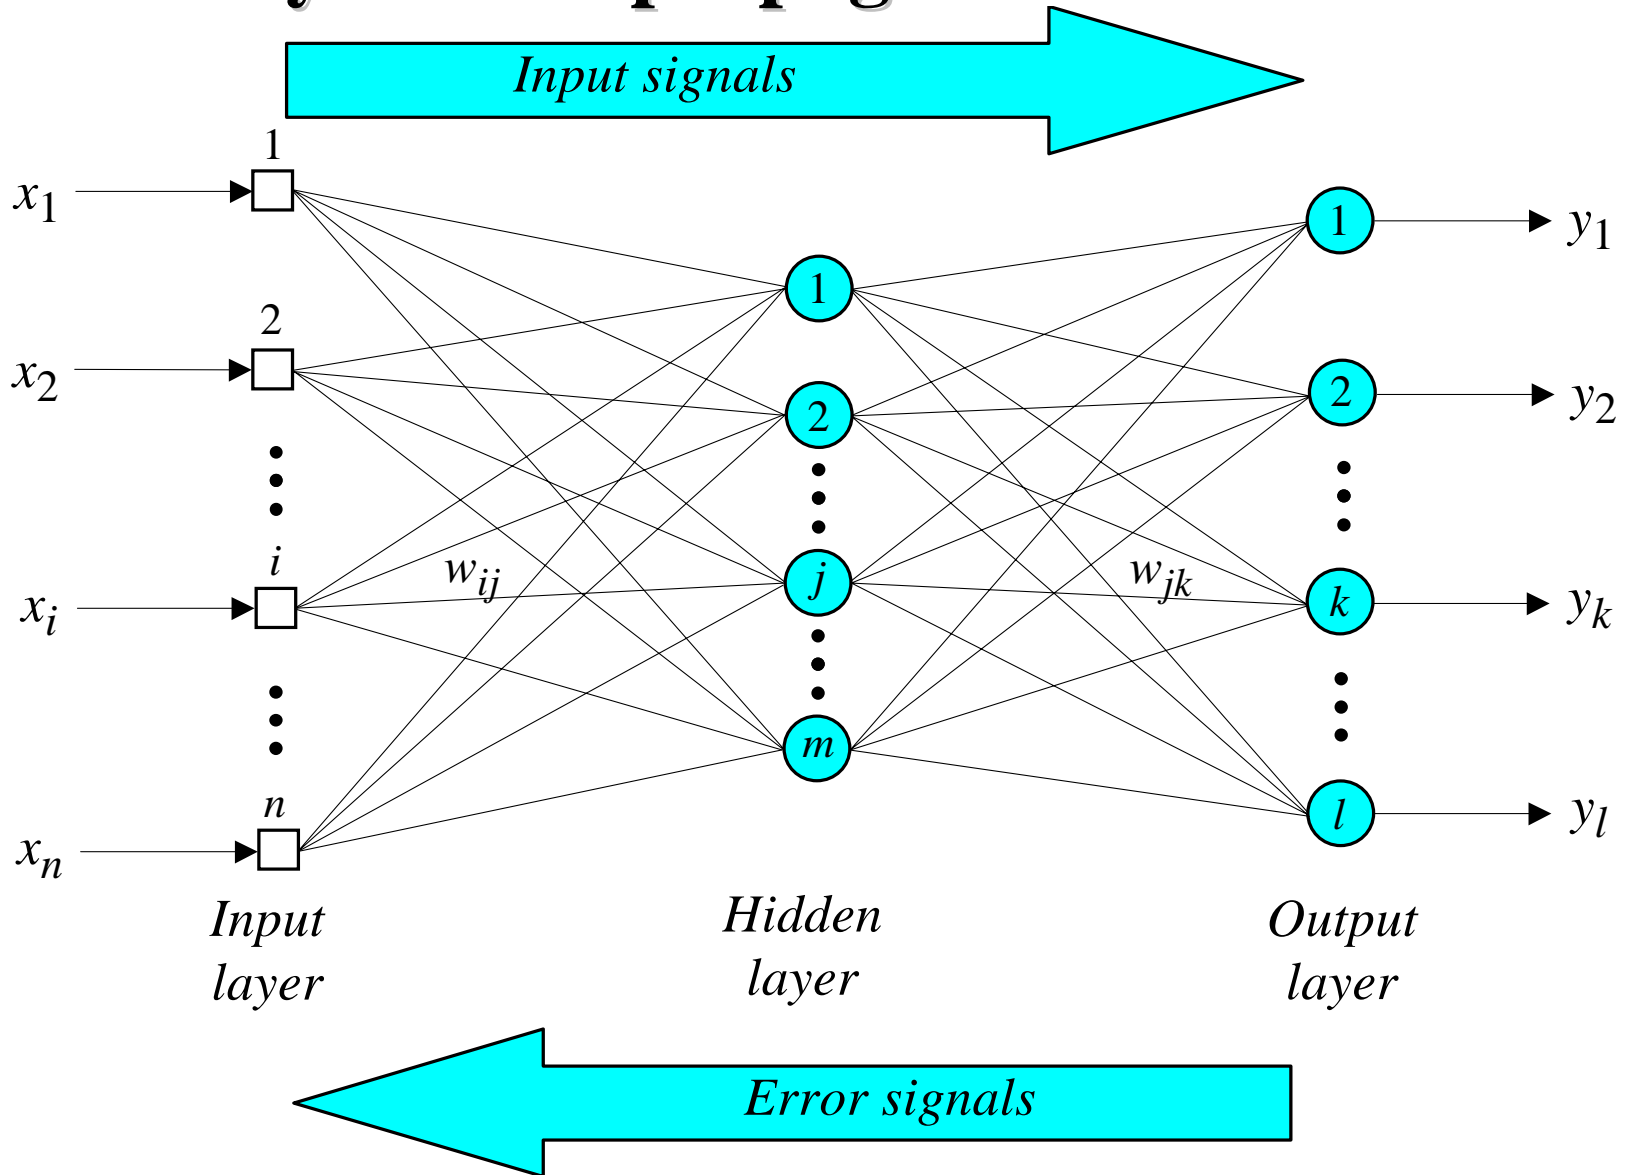 Input signals
1
x1
1
y1
1
2
x2
2
y2
2
i
wij
j
wjk
xi
k
yk
m
n
l
yl
xn
Input
layer
Hidden
layer
Output
layer
Error signals